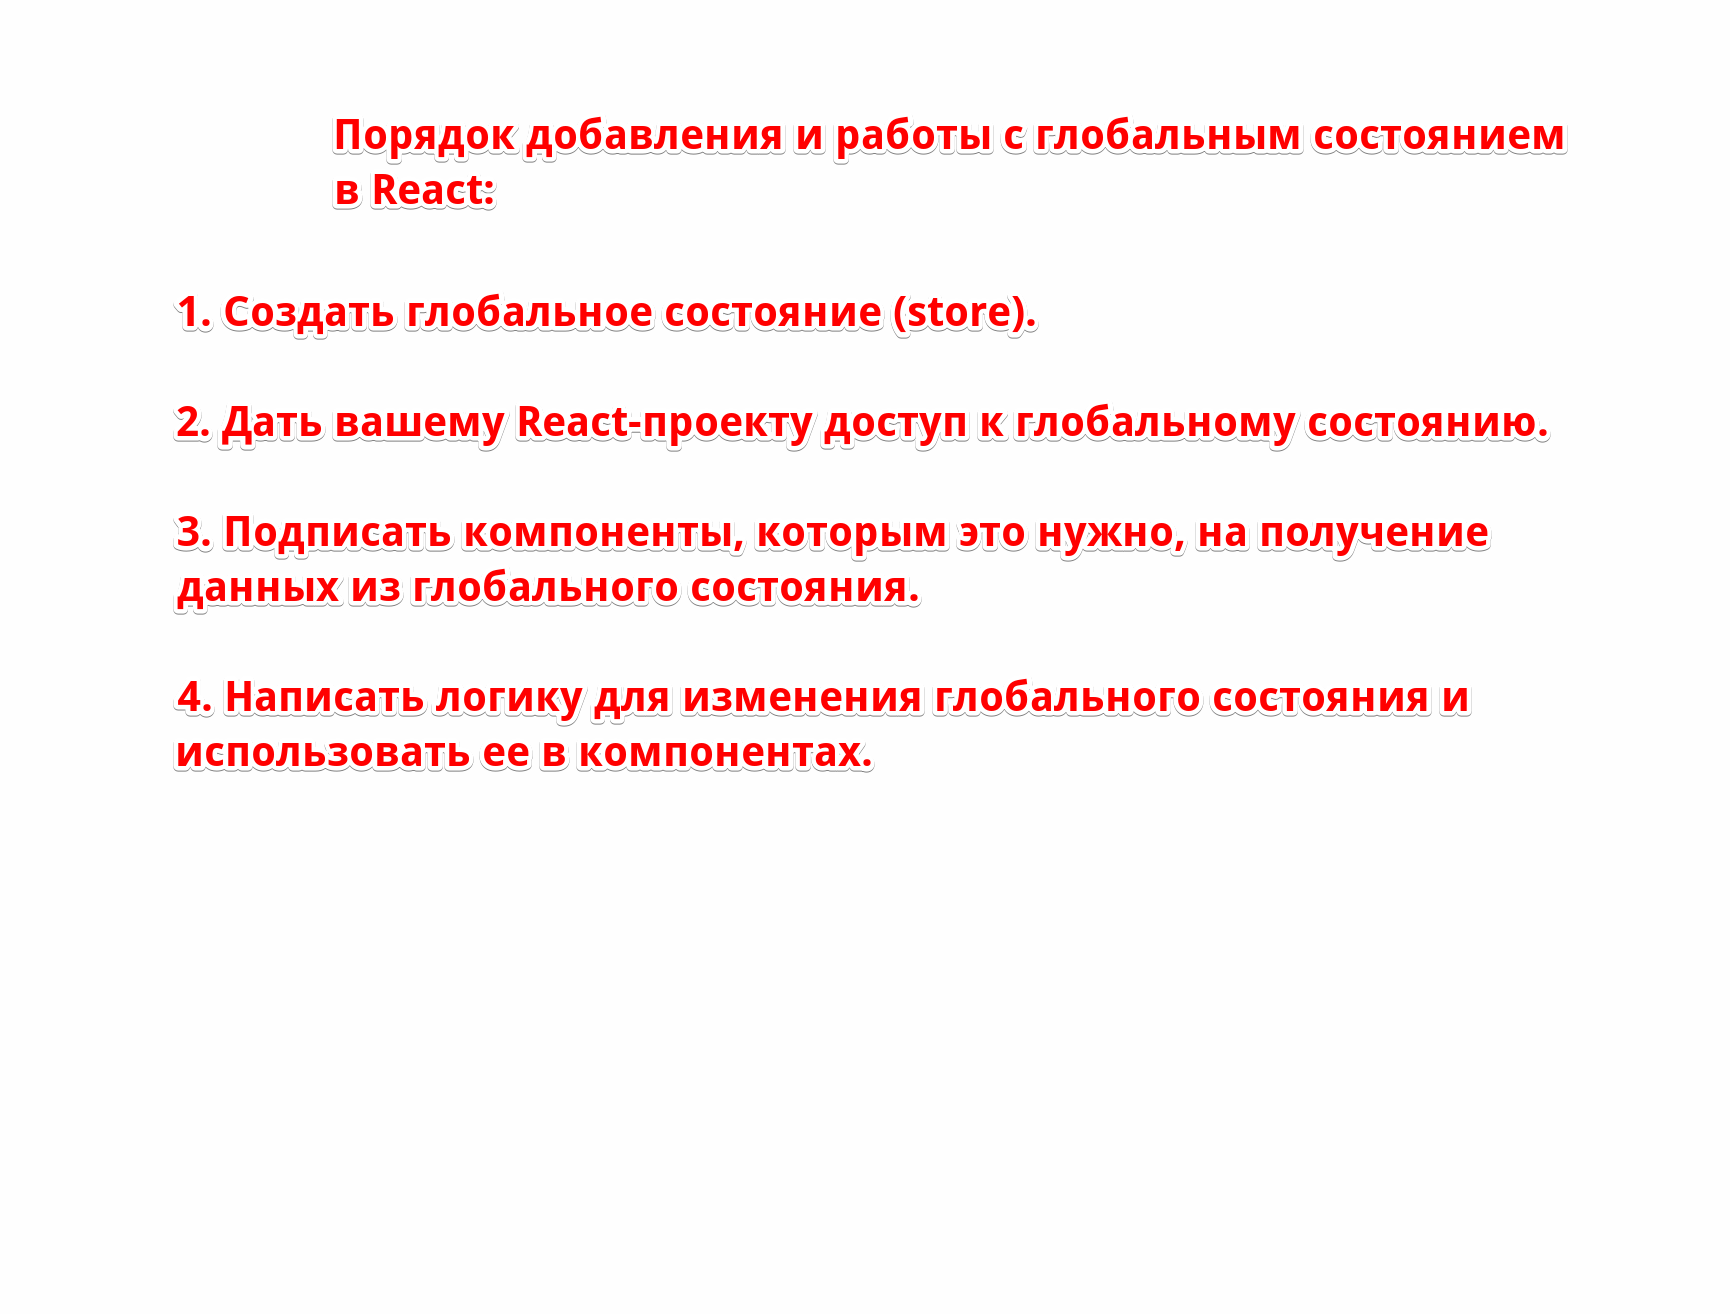 Порядок добавления и работы с глобальным состоянием
в React:
1. Создать глобальное состояние (store).
2. Дать вашему React-проекту доступ к глобальному состоянию.
3. Подписать компоненты, которым это нужно, на получение
данных из глобального состояния.
4. Написать логику для изменения глобального состояния и
использовать ее в компонентах.